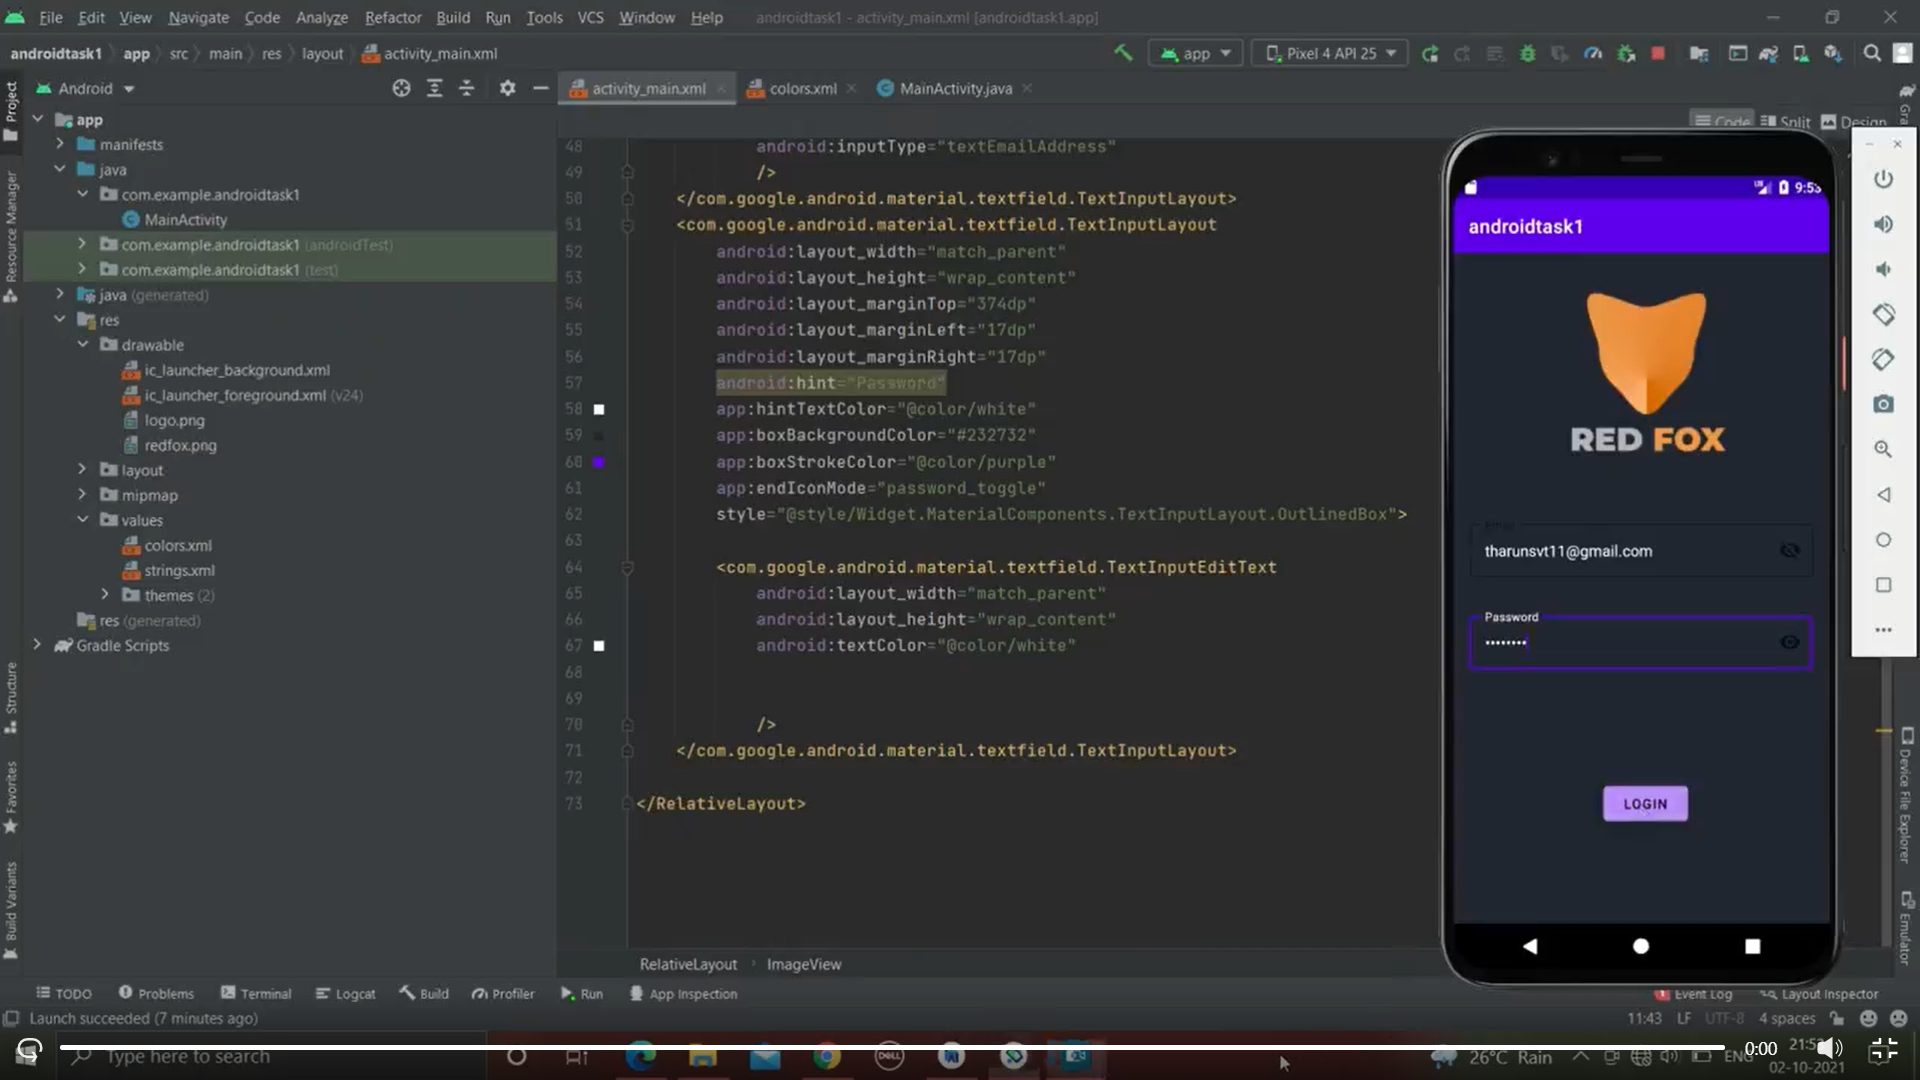 File Edit View Navigate Code Analyze Refactor Build Run Tools VCS Window Help androidtask1 - activity_main.xml [androidtask1.app]
androidtask1 app src main res layout activity_main.xml
app Pixel 4 API 25
Project
Resource Manager
Structure
Favorites
Build Variants
Android
app
manifests
java
com.example.androidtask1
MainActivity
com.example.androidtask1 (androidTest)
com.example.androidtask1 (test)
java (generated)
res
drawable
ic_launcher_background.xml
ic_launcher_foreground.xml (v24)
logo.png
redfox.png
layout
mipmap
values
colors.xml
strings.xml
themes (2)
res (generated)
Gradle Scripts
activity_main.xml colors.xml MainActivity.java
Code Split Design
48 android:inputType="textEmailAddress"
49 />
50 </com.google.android.material.textfield.TextInputLayout>
51 <com.google.android.material.textfield.TextInputLayout
52 android:layout_width="match_parent"
53 android:layout_height="wrap_content"
54 android:layout_marginTop="374dp"
55 android:layout_marginLeft="17dp"
56 android:layout_marginRight="17dp"
57 android:hint="Password"
58 app:hintTextColor="@color/white"
59 app:boxBackgroundColor="#232732"
60 app:boxStrokeColor="@color/purple"
61 app:endIconMode="password_toggle"
62 style="@style/Widget.MaterialComponents.TextInputLayout.OutlinedBox">
63
64 <com.google.android.material.textfield.TextInputEditText
65 android:layout_width="match_parent"
66 android:layout_height="wrap_content"
67 android:textColor="@color/white"
68
69
70 />
71 </com.google.android.material.textfield.TextInputLayout>
72
73 </RelativeLayout>
RelativeLayout ImageView
9:53
androidtask1
RED FOX
Email
tharunsvt11@gmail.com
Password
••••••••
LOGIN
Device File Explorer
Emulator
TODO Problems Terminal Logcat Build Profiler Run App Inspection Event Log Layout Inspector
Launch succeeded (7 minutes ago) 11:43 LF UTF-8 4 spaces
Type here to search
DELL
26°C Rain
ENG
0:00
02-10-2021